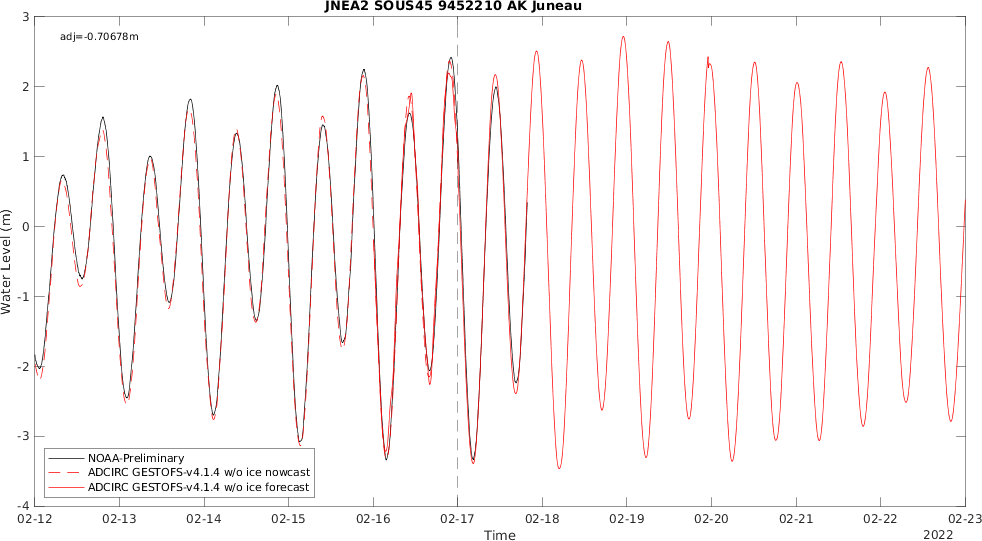 JNEA2 SOUS45 9452210 AK Juneau
adj=-0.70678m
3
2
1
0
-1
-2
-3
-4
Water Level (m)
NOAA-Preliminary
ADCIRC GESTOFS-v4.1.4 w/o ice nowcast
ADCIRC GESTOFS-v4.1.4 w/o ice forecast
02-12 02-13 02-14 02-15 02-16 02-17 02-18 02-19 02-20 02-21 02-22 02-23
Time
2022